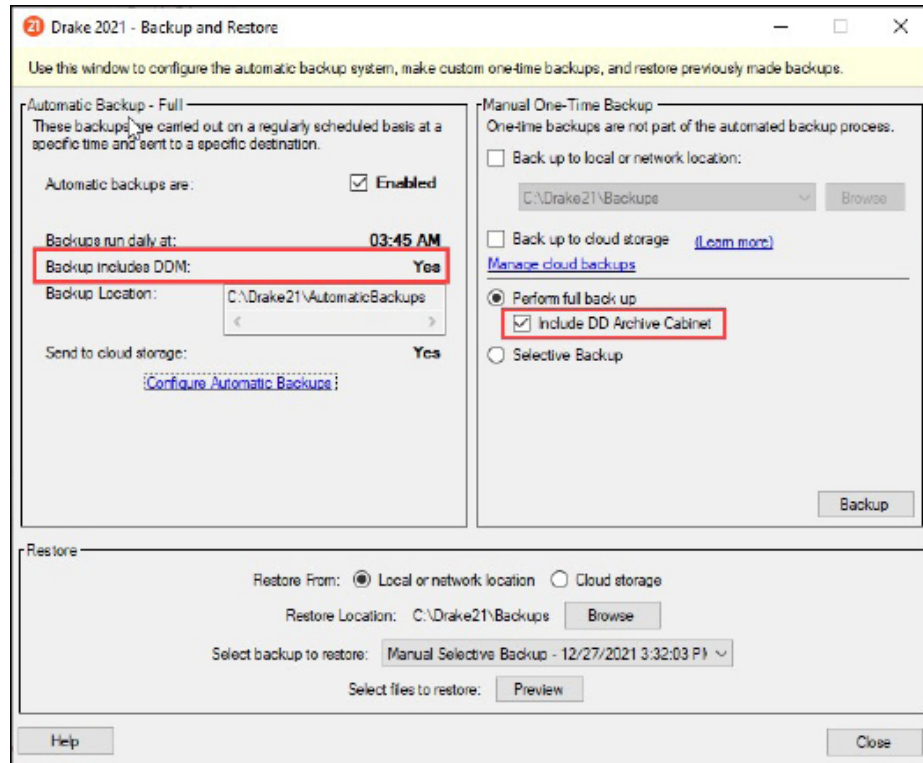 21 Drake 2021 - Backup and Restore
Use this window to configure the automatic backup system, make custom one-time backups, and restore previously made backups.
Automatic Backup - Full
These backups are carried out on a regularly scheduled basis at a
specific time and sent to a specific destination.
Automatic backups are: Enabled
Backups run daily at: 03:45 AM
Backup includes DDM: Yes
Backup Location: C:\Drake21\AutomaticBackups
Send to cloud storage: Yes
Configure Automatic Backups
Manual One-Time Backup
One-time backups are not part of the automated backup process.
Back up to local or network location:
C:\Drake21\Backups Browse
Back up to cloud storage (Learn more)
Manage cloud backups
Perform full back up
Include DD Archive Cabinet
Selective Backup
Backup
Restore
Restore From: Local or network location Cloud storage
Restore Location: C:\Drake21\Backups Browse
Select backup to restore: Manual Selective Backup - 12/27/2021 3:32:03 PM
Select files to restore: Preview
Help Close